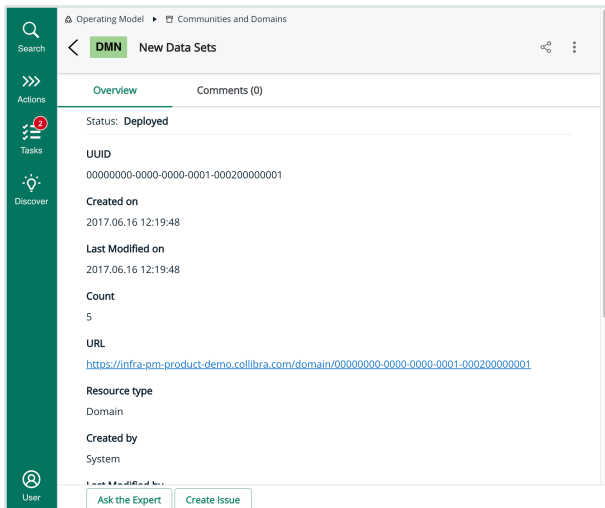 Operating Model ▸ Communities and Domains
Search
DMN New Data Sets
Actions
Overview Comments (0)
2
Tasks
Status: Deployed
UUID
00000000-0000-0000-0001-000200000001
Discover
Created on
2017.06.16 12:19:48
Last Modified on
2017.06.16 12:19:48
Count
5
URL
https://infra-pm-product-demo.collibra.com/domain/00000000-0000-0000-0001-000200000001
Resource type
Domain
Created by
System
Last Modified by
User
Ask the Expert Create Issue